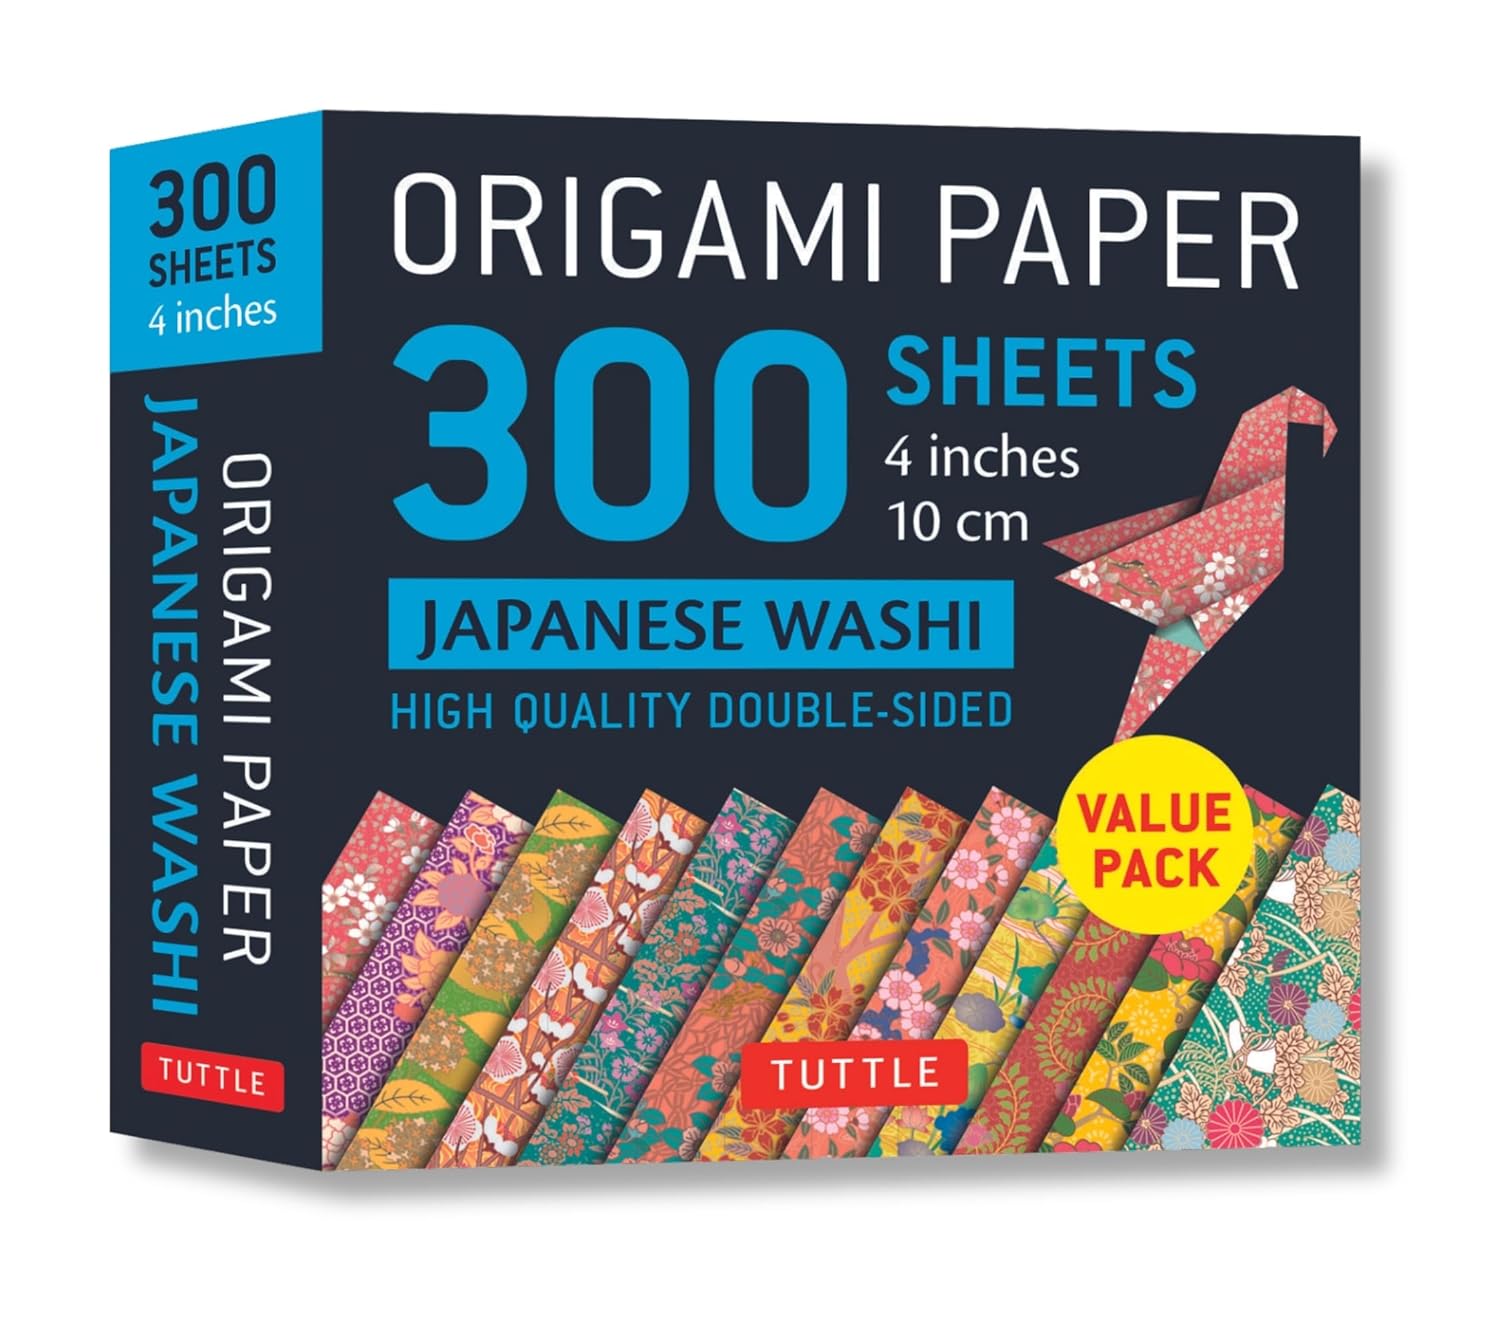 300
SHEETS
4 inches
JAPANESE WASHI
ORIGAMI PAPER
TUTTLE
ORIGAMI PAPER
300 SHEETS
4 inches
10 cm
JAPANESE WASHI
HIGH QUALITY DOUBLE-SIDED
VALUE
PACK
TUTTLE